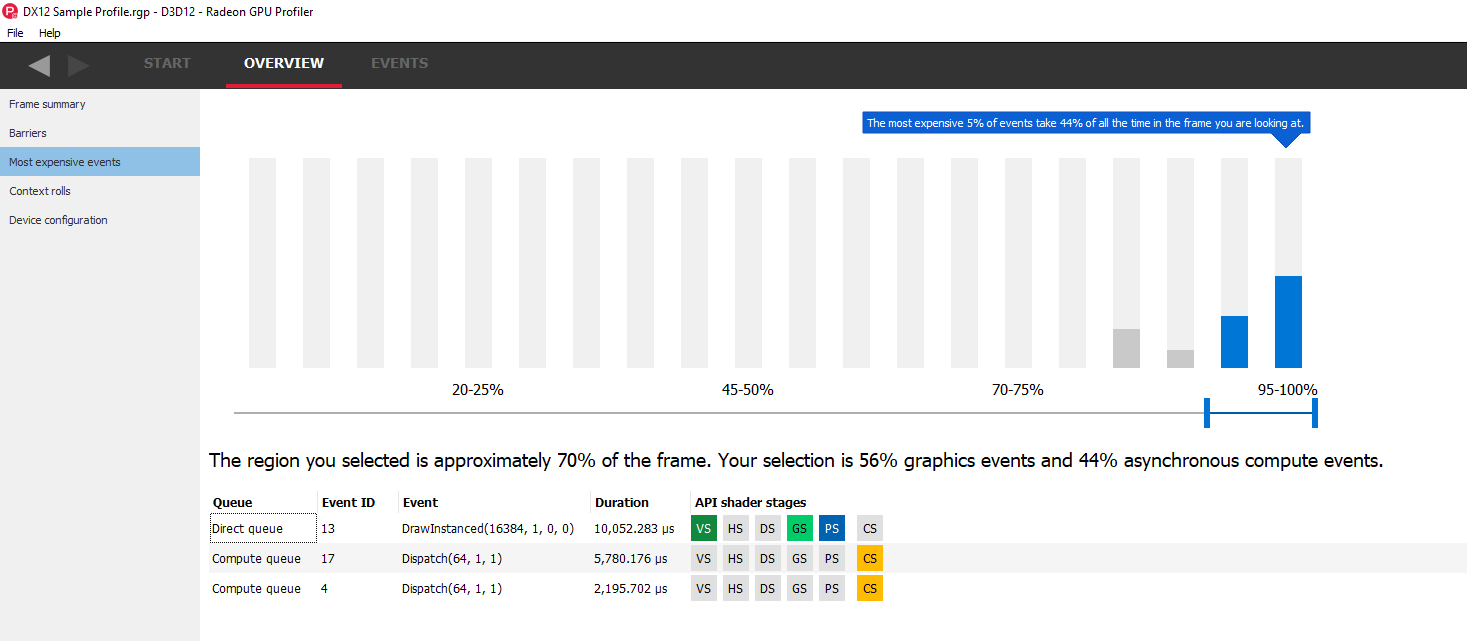 DX12 Sample Profile.rgp - D3D12 - Radeon GPU Profiler
File Help
START OVERVIEW EVENTS
Frame summary
Barriers
Most expensive events
Context rolls
Device configuration
The most expensive 5% of events take 44% of all the time in the frame you are looking at.
20-25% 45-50% 70-75% 95-100%
The region you selected is approximately 70% of the frame. Your selection is 56% graphics events and 44% asynchronous compute events.
Queue Event ID Event Duration API shader stages
Direct queue 13 DrawInstanced(16384, 1, 0, 0) 10,052.283 µs VS HS DS GS PS CS
Compute queue 17 Dispatch(64, 1, 1) 5,780.176 µs VS HS DS GS PS CS
Compute queue 4 Dispatch(64, 1, 1) 2,195.702 µs VS HS DS GS PS CS